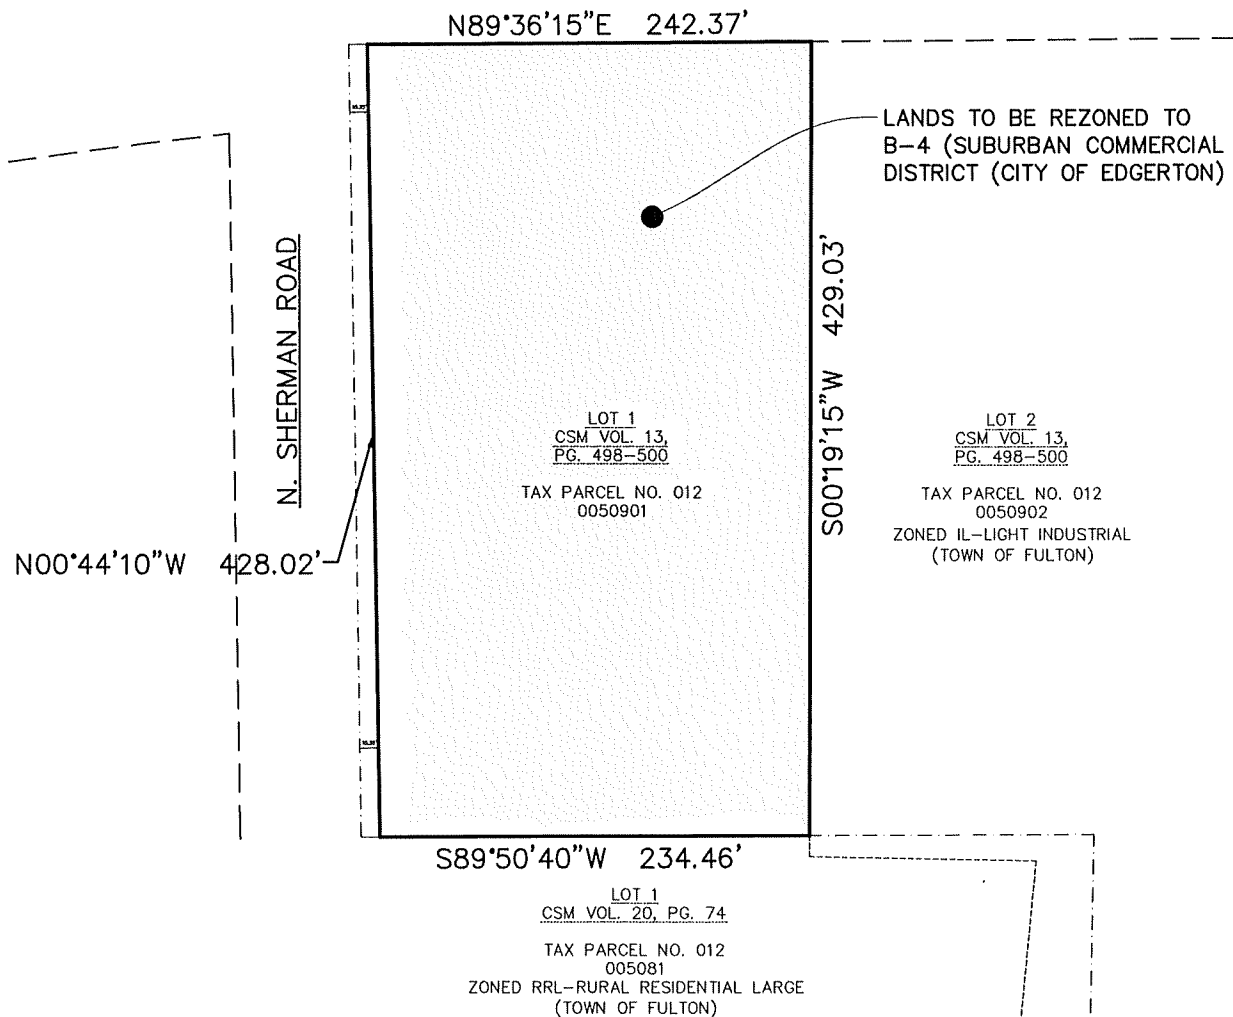 N89°36'15"E 242.37'
LANDS TO BE REZONED TO
B-4 (SUBURBAN COMMERCIAL
DISTRICT (CITY OF EDGERTON)
N. SHERMAN ROAD
S00°19'15"W 429.03'
LOT 1
CSM VOL. 13,
PG. 498-500
TAX PARCEL NO. 012
0050901
LOT 2
CSM VOL. 13,
PG. 498-500
TAX PARCEL NO. 012
0050902
ZONED IL-LIGHT INDUSTRIAL
(TOWN OF FULTON)
N00°44'10"W 428.02'
S89°50'40"W 234.46'
LOT 1
CSM VOL. 20, PG. 74
TAX PARCEL NO. 012
005081
ZONED RRL-RURAL RESIDENTIAL LARGE
(TOWN OF FULTON)